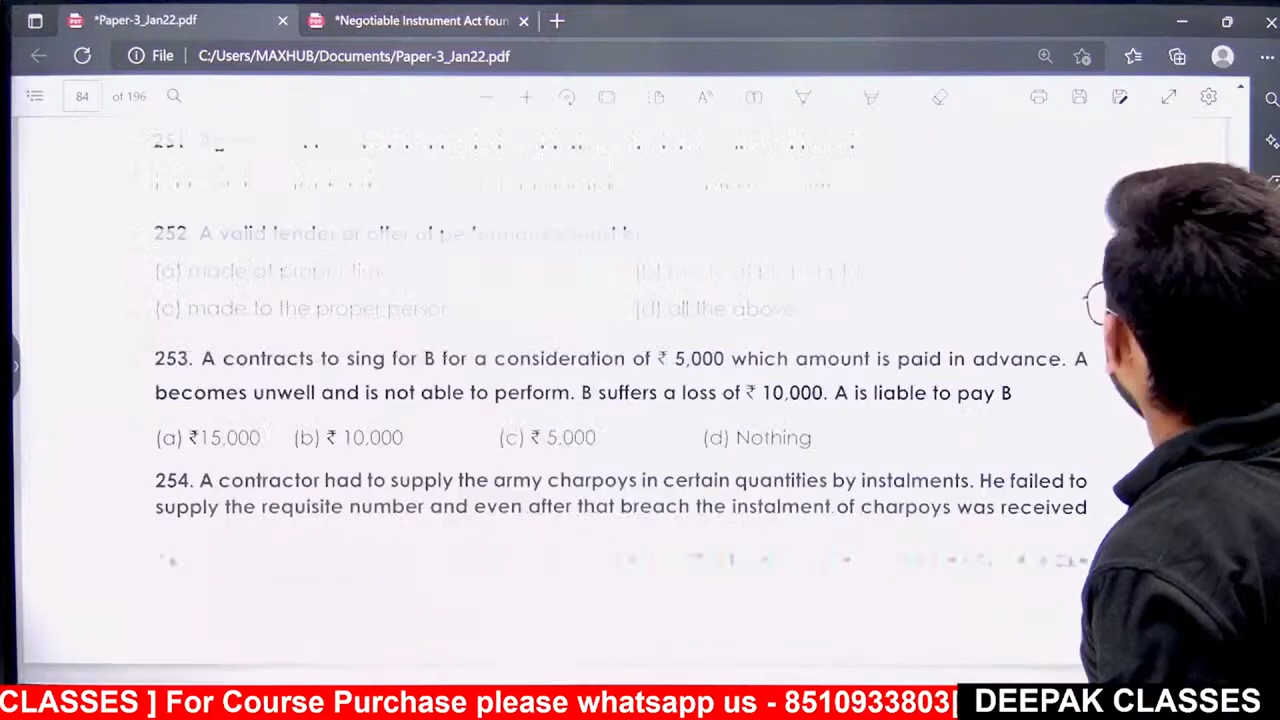 *Paper-3_Jan22.pdf
*Negotiable Instrument Act foun
File C:/Users/MAXHUB/Documents/Paper-3_Jan22.pdf
84 of 196
251
252 A valid tender or offer of performance
(a) made at proper time
(c) made to the proper person (d) all the above
253. A contracts to sing for B for a consideration of ₹ 5,000 which amount is paid in advance. A
becomes unwell and is not able to perform. B suffers a loss of ₹ 10,000. A is liable to pay B
(a) ₹15,000 (b) ₹ 10,000 (c) ₹ 5,000 (d) Nothing
254. A contractor had to supply the army charpoys in certain quantities by instalments. He failed to
supply the requisite number and even after that breach the instalment of charpoys was received
CLASSES ] For Course Purchase please whatsapp us - 8510933803[ DEEPAK CLASSES